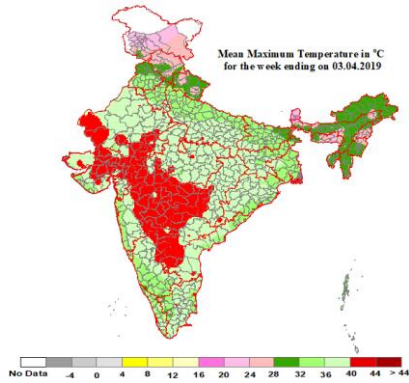 Mean Maximum Temperature in °C
for the week ending on 03.04.2019
No Data -4 0 4 8 12 16 20 24 28 32 36 40 44 > 44